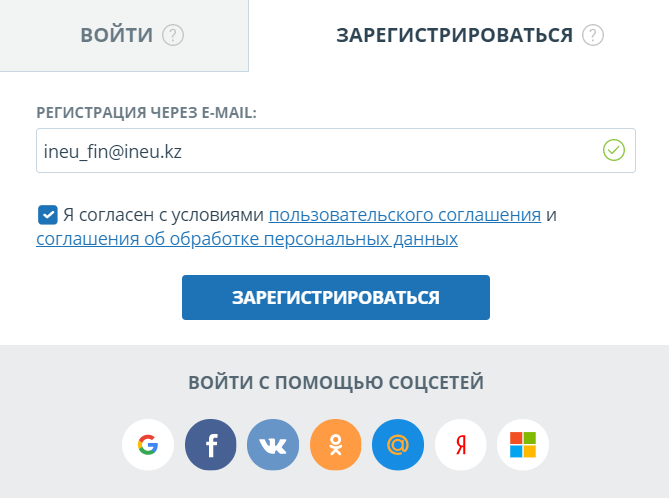 ВОЙТИ ?
ЗАРЕГИСТРИРОВАТЬСЯ ?
РЕГИСТРАЦИЯ ЧЕРЕЗ E-MAIL:
ineu_fin@ineu.kz
Я согласен с условиями пользовательского соглашения и
соглашения об обработке персональных данных
ЗАРЕГИСТРИРОВАТЬСЯ
ВОЙТИ С ПОМОЩЬЮ СОЦСЕТЕЙ